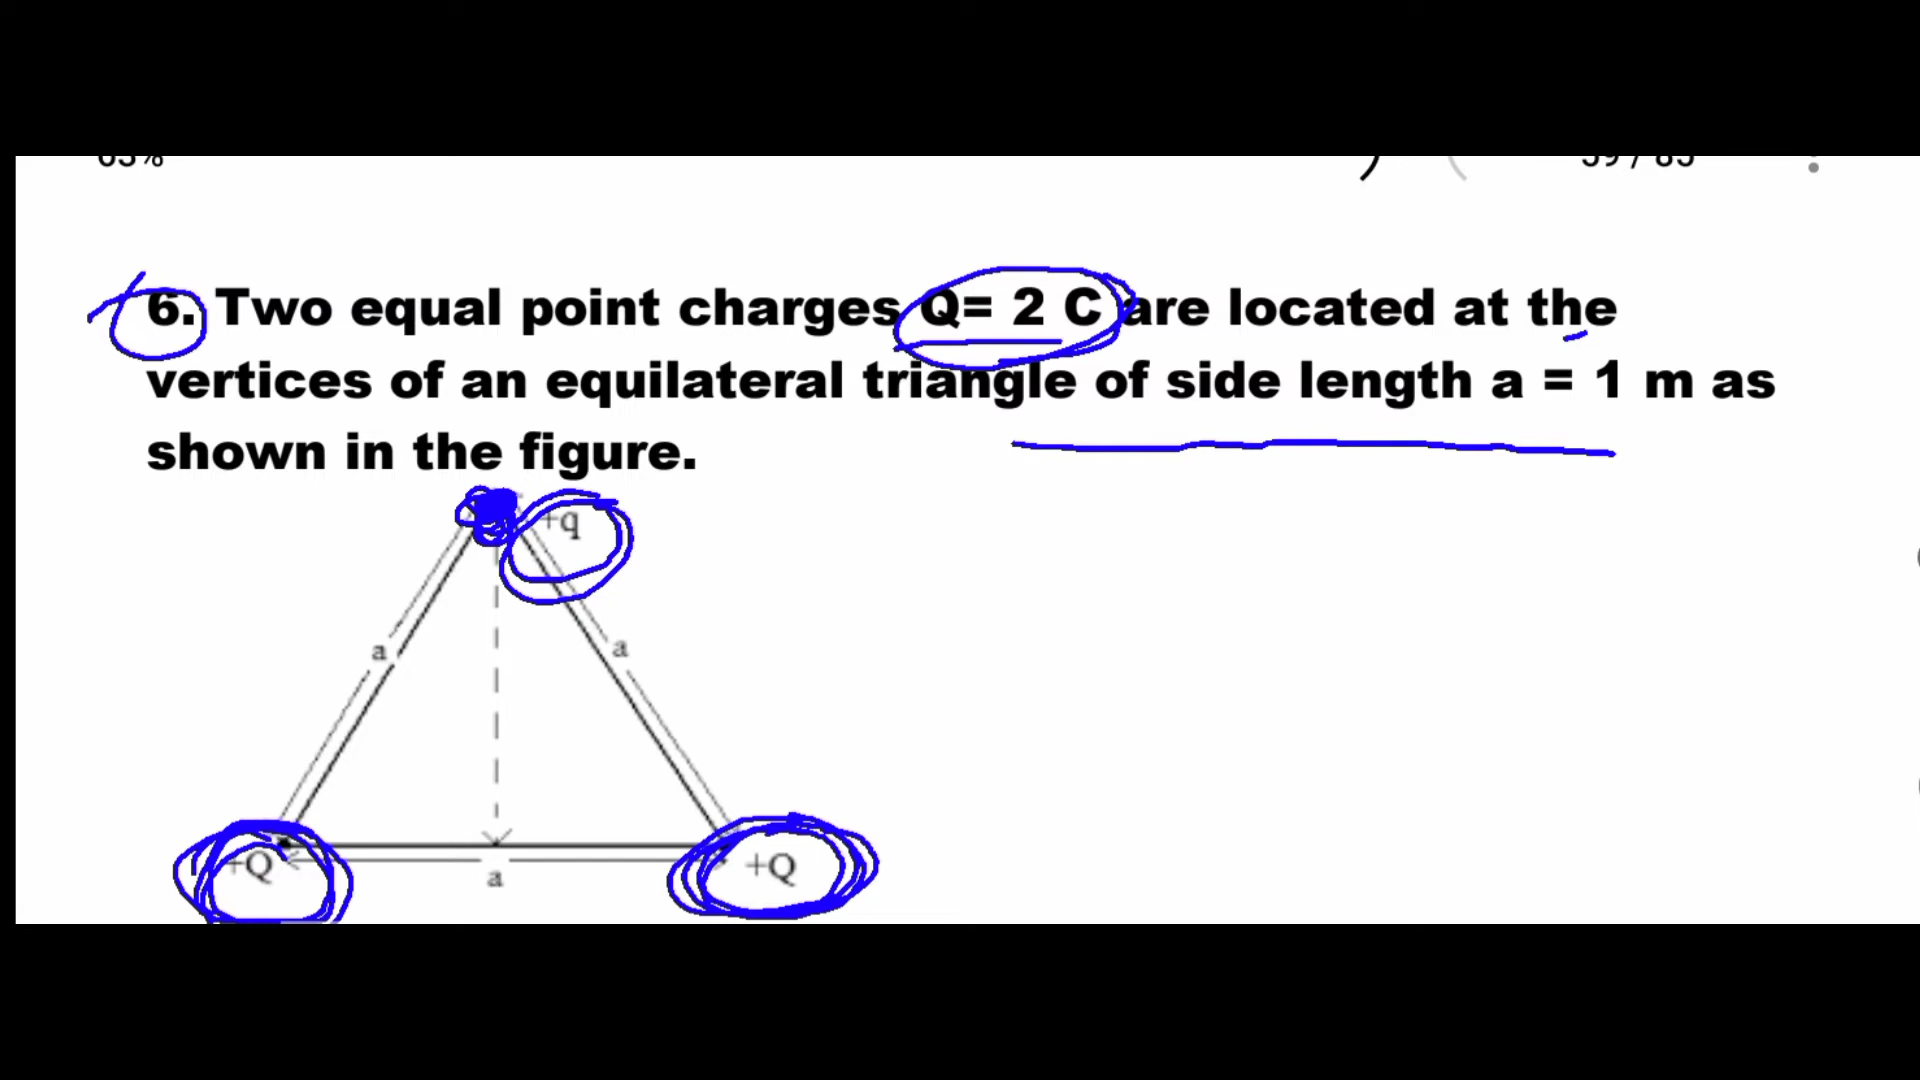 6. Two equal point charges Q= 2 C are located at the
vertices of an equilateral triangle of side length a = 1 m as
shown in the figure.
+q
a
a
+Q
a
+Q